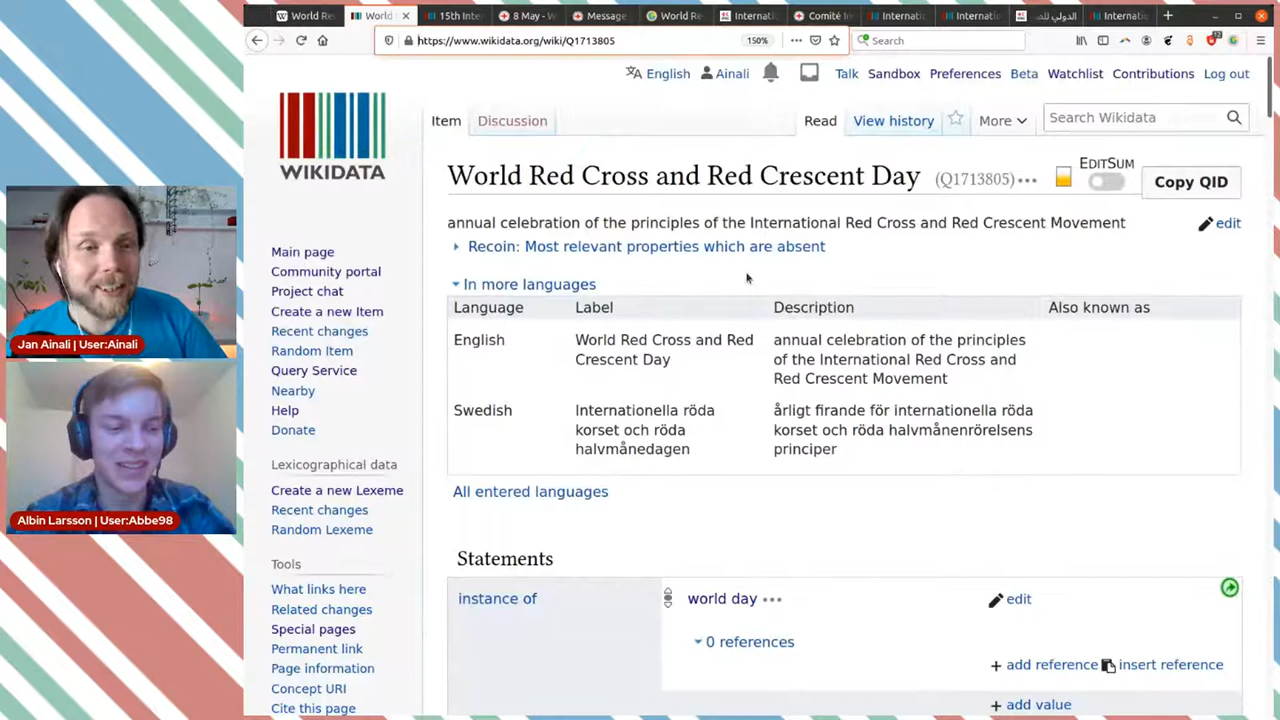 World Re
World
15th Inte
8 May - W
Message
World Re
Internati
Comité In
Internatic
Internatio
الدولي للص
Internatio
https://www.wikidata.org/wiki/Q1713805
150%
Search
English Ainali Talk Sandbox Preferences Beta Watchlist Contributions Log out
WIKIDATA
Item Discussion Read View history More Search Wikidata
World Red Cross and Red Crescent Day (Q1713805)
EDITSUM
Copy QID
annual celebration of the principles of the International Red Cross and Red Crescent Movement edit
Recoin: Most relevant properties which are absent
In more languages
Language Label Description Also known as
English World Red Cross and Red annual celebration of the principles
Crescent Day of the International Red Cross and
Red Crescent Movement
Swedish Internationella röda årligt firande för internationella röda
korset och röda korset och röda halvmånenrörelsens
halvmånedagen principer
All entered languages
Statements
instance of world day edit
0 references
add reference insert reference
add value
Main page
Community portal
Project chat
Create a new Item
Recent changes
Random Item
Query Service
Nearby
Help
Donate
Lexicographical data
Create a new Lexeme
Recent changes
Random Lexeme
Tools
What links here
Related changes
Special pages
Permanent link
Page information
Concept URI
Cite this page
Jan Ainali | User:Ainali
Albin Larsson | User:Abbe98